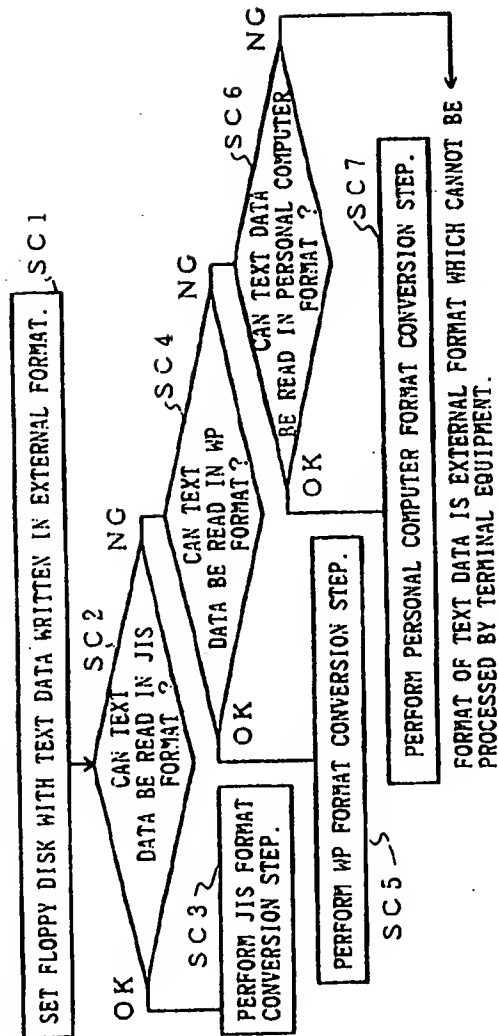 SET FLOPPY DISK WITH TEXT DATA WRITTEN IN EXTERNAL FORMAT.
SC1
SC2
CAN TEXT
DATA BE READ IN JIS
FORMAT ?
OK
NG
SC3
PERFORM JIS FORMAT
CONVERSION STEP.
SC4
CAN TEXT
DATA BE READ IN WP
FORMAT?
OK
NG
PERFORM WP FORMAT CONVERSION STEP.
SC5
SC6
CAN TEXT DATA
BE READ IN PERSONAL COMPUTER
FORMAT ?
OK
NG
SC7
PERFORM PERSONAL COMPUTER FORMAT CONVERSION STEP.
FORMAT OF TEXT DATA IS EXTERNAL FORMAT WHICH CANNOT BE
PROCESSED BY TERMINAL EQUIPMENT.